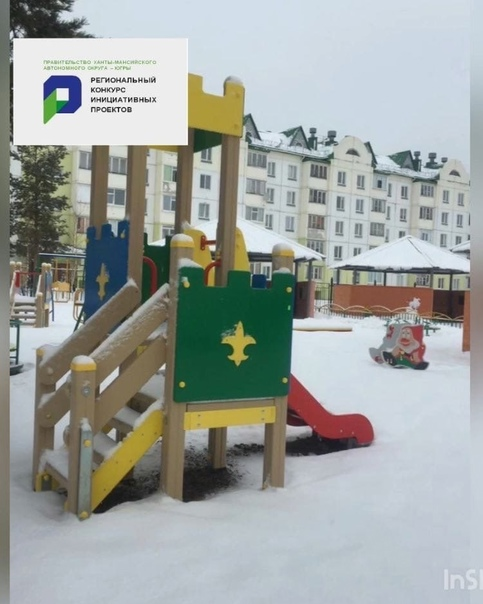 ПРАВИТЕЛЬСТВО ХАНТЫ-МАНСИЙСКОГО
АВТОНОМНОГО ОКРУГА – ЮГРЫ
РЕГИОНАЛЬНЫЙ
КОНКУРС
ИНИЦИАТИВНЫХ
ПРОЕКТОВ